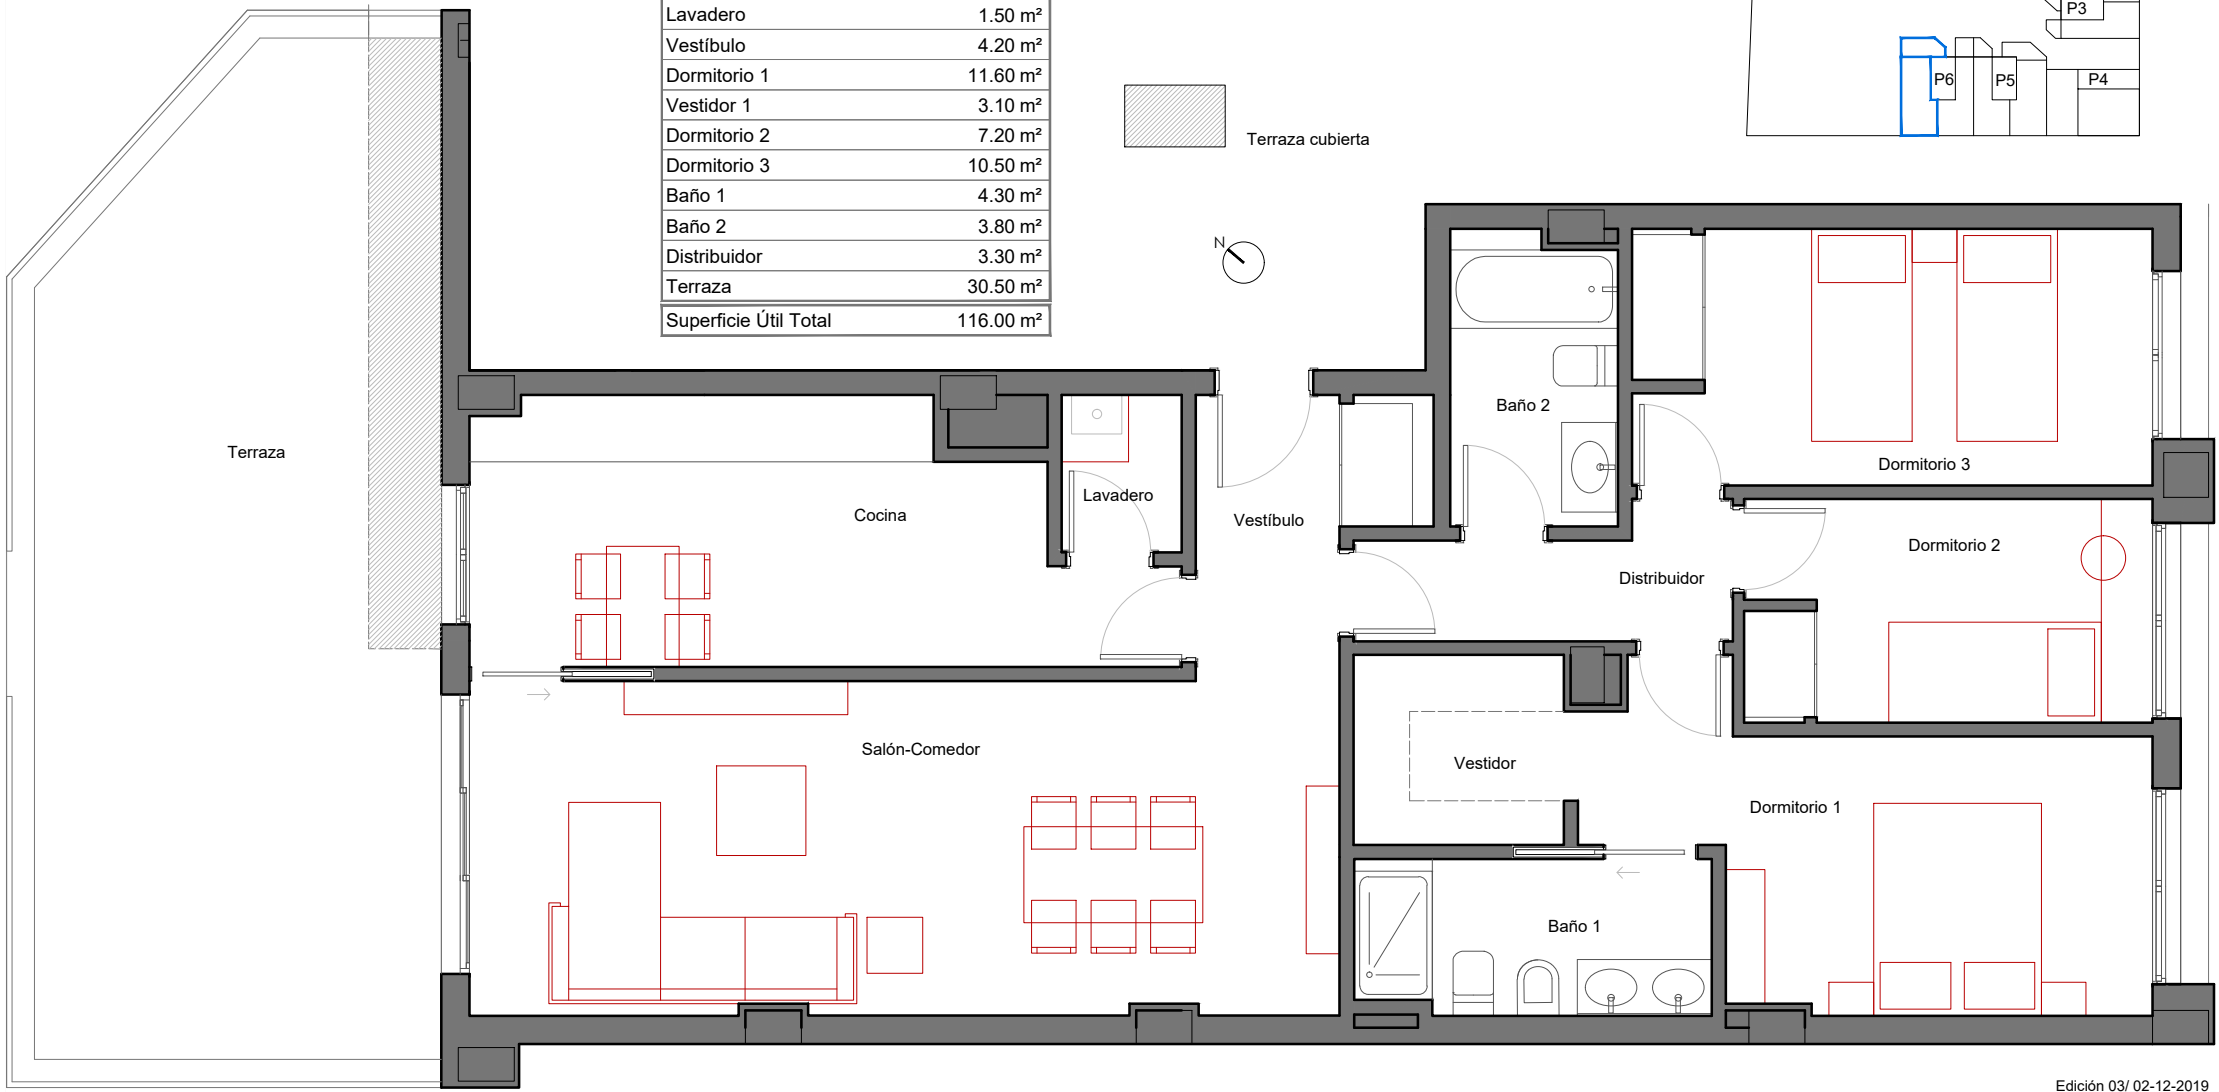 Lavadero 1.50 m²
Vestíbulo 4.20 m²
Dormitorio 1 11.60 m²
Vestidor 1 3.10 m²
Dormitorio 2 7.20 m²
Dormitorio 3 10.50 m²
Baño 1 4.30 m²
Baño 2 3.80 m²
Distribuidor 3.30 m²
Terraza 30.50 m²
Superficie Útil Total 116.00 m²
Terraza cubierta
P3
P6
P5
P4
N
Baño 2
Dormitorio 3
Terraza
Lavadero
Cocina
Vestíbulo
Dormitorio 2
Distribuidor
Salón-Comedor
Vestidor
Dormitorio 1
Baño 1
Edición 03/ 02-12-2019